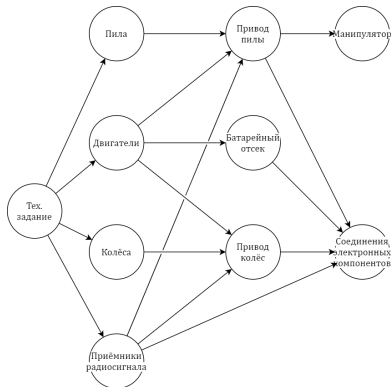 Пила
Привод
пилы
Манипулятор
Двигатели
Батарейный
отсек
Тех.
задание
Колёса
Привод
колёс
Соединения
электронных
компонентов
Приёмники
радиосигнала